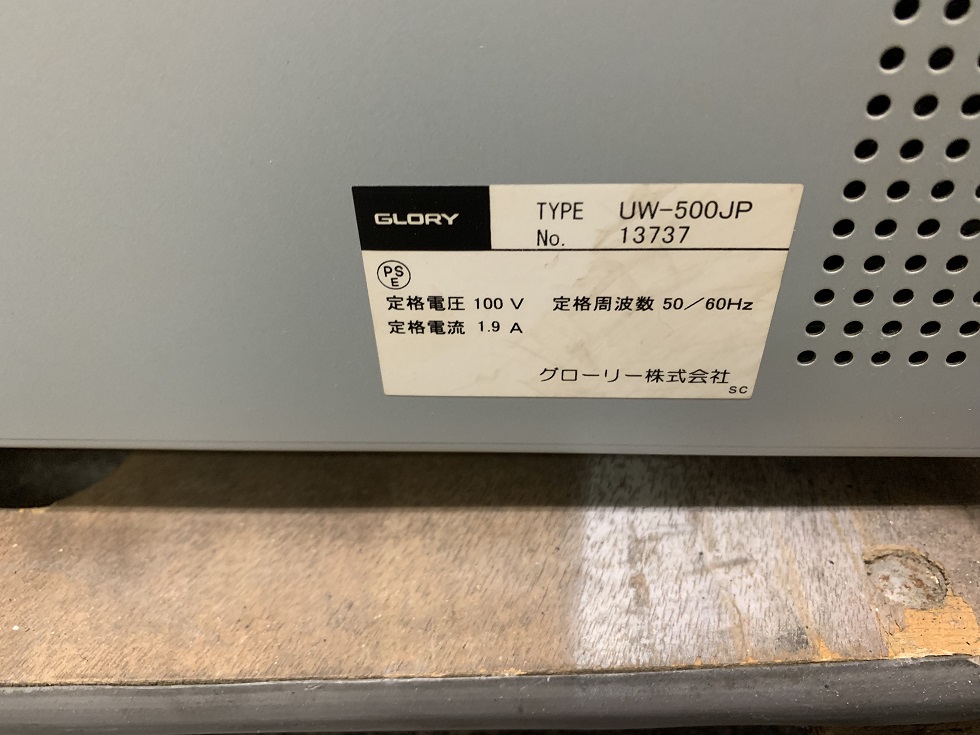 GLORY
TYPE UW-500JP
No. 13737
PS
E
定格電圧 100 V 定格周波数 50/60Hz
定格電流 1.9 A
グローリー株式会社
SC